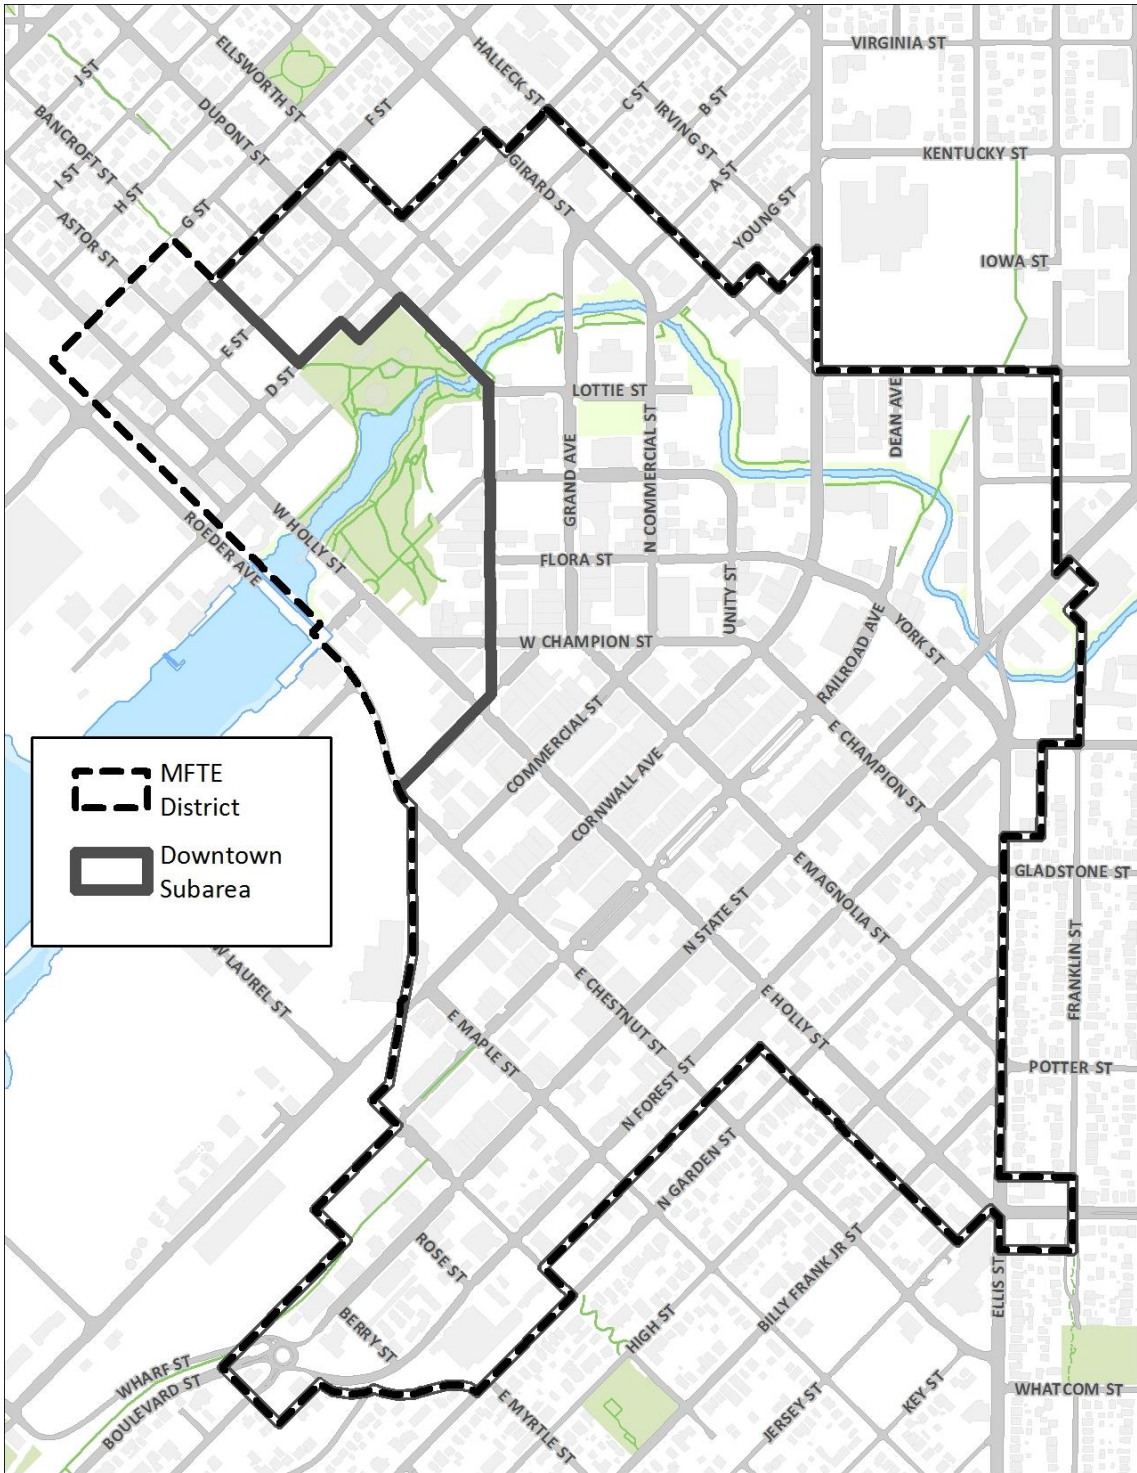 VIRGINIA ST
HALLECK ST
ELLSWORTH ST
J ST
C ST
B ST
F ST
IRVING ST
BANCROFT ST
DUPONT ST
KENTUCKY ST
I ST
A ST
GIRARD ST
H ST
G ST
YOUNG ST
ASTOR ST
IOWA ST
E ST
D ST
LOTTIE ST
DEAN AVE
N COMMERCIAL ST
GRAND AVE
W HOLLY ST
ROEDER AVE
FLORA ST
UNITY ST
YORK ST
W CHAMPION ST
RAILROAD AVE
COMMERCIAL ST
E CHAMPION ST
CORNWALL AVE
MFTE
District
Downtown
Subarea
GLADSTONE ST
E MAGNOLIA ST
N STATE ST
FRANKLIN ST
W LAUREL ST
E CHESTNUT ST
E HOLLY ST
E MAPLE ST
N FOREST ST
POTTER ST
N GARDEN ST
ROSE ST
BILLY FRANK JR ST
ELLIS ST
BERRY ST
HIGH ST
WHARF ST
BOULEVARD ST
WHATCOM ST
KEY ST
JERSEY ST
E MYRTLE ST